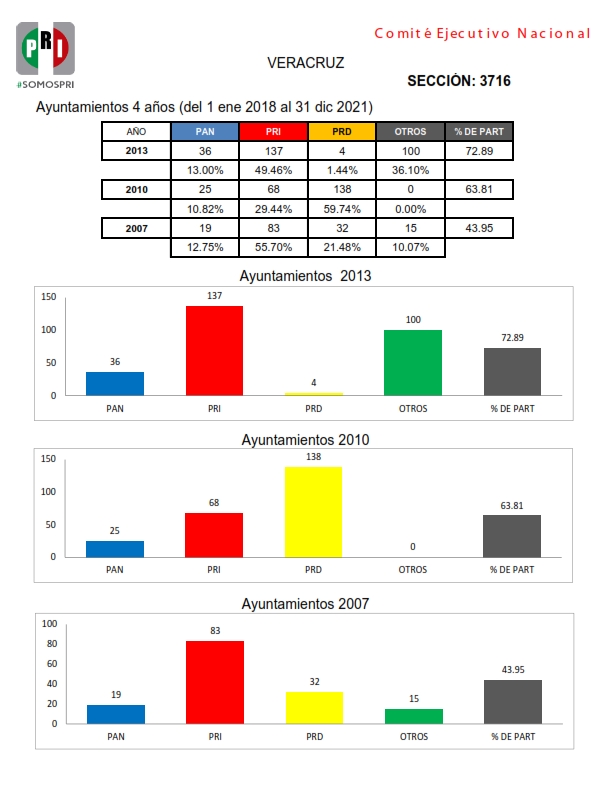 Comité Ejecutivo Nacional
PRI
#SOMOSPRI
VERACRUZ
SECCIÓN: 3716
Ayuntamientos 4 años (del 1 ene 2018 al 31 dic 2021)
AÑO PAN PRI PRD OTROS % DE PART
2013 36 137 4 100 72.89
13.00% 49.46% 1.44% 36.10%
2010 25 68 138 0 63.81
10.82% 29.44% 59.74% 0.00%
2007 19 83 32 15 43.95
12.75% 55.70% 21.48% 10.07%
Ayuntamientos 2013
150
100
50
0
36 137 4 100 72.89
PAN PRI PRD OTROS % DE PART
Ayuntamientos 2010
150
100
50
0
25 68 138 0 63.81
PAN PRI PRD OTROS % DE PART
Ayuntamientos 2007
100
80
60
40
20
0
19 83 32 15 43.95
PAN PRI PRD OTROS % DE PART